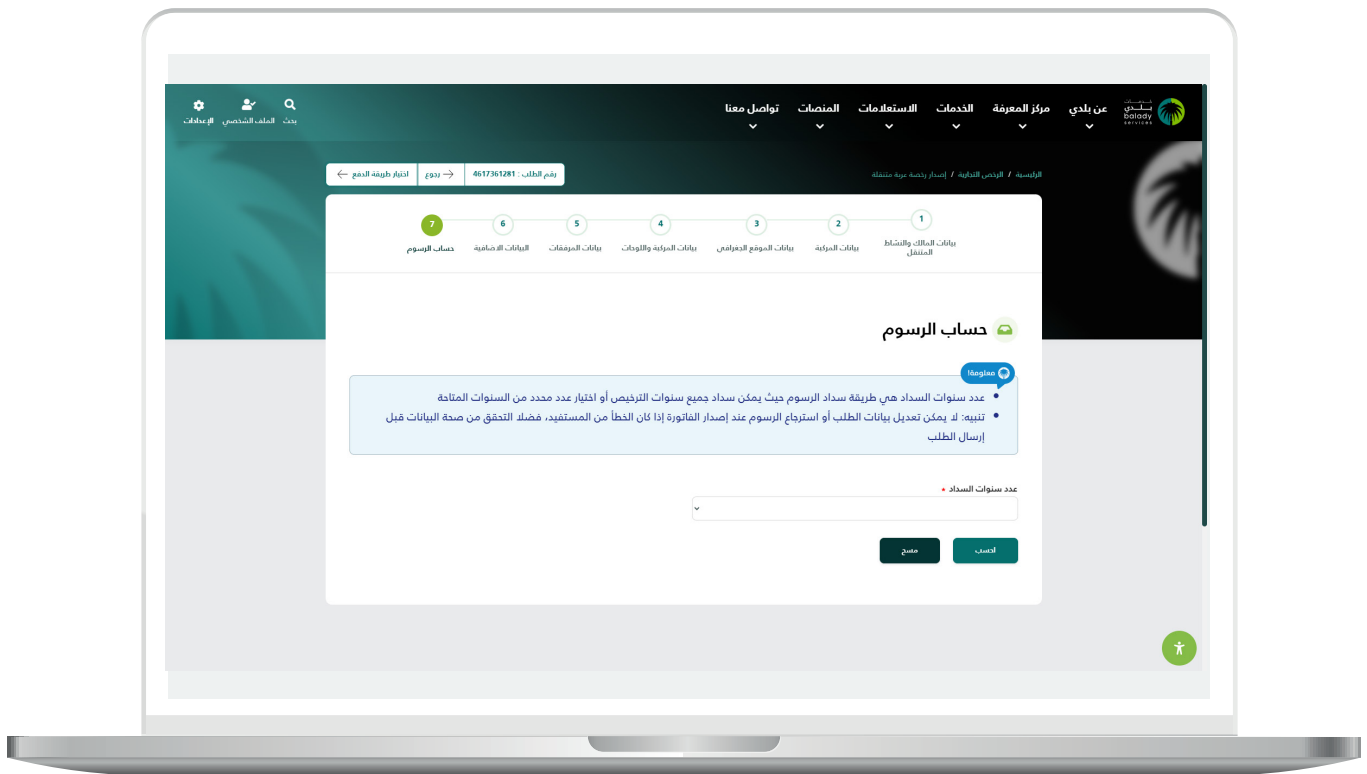 خدمات
بلدي
balady
services
عن بلدي
مركز المعرفة
الخدمات
الاستعلامات
المنصات
تواصل معنا
بحث
الملف الشخصي
الإعدادات
الرئيسية / الرخص التجارية / إصدار رخصة عربة متنقلة
رقم الطلب : 4617361281
رجوع
اختيار طريقة الدفع
1
بيانات المالك والنشاط
المتنقل
2
بيانات المركبة
3
بيانات الموقع الجغرافي
4
بيانات المركبة واللوحات
5
بيانات المرفقات
6
البيانات الاضافية
7
حساب الرسوم
حساب الرسوم
معلومة!
عدد سنوات السداد هي طريقة سداد الرسوم حيث يمكن سداد جميع سنوات الترخيص أو اختيار عدد محدد من السنوات المتاحة
تنبيه: لا يمكن تعديل بيانات الطلب أو استرجاع الرسوم عند إصدار الفاتورة إذا كان الخطأ من المستفيد، فضلا التحقق من صحة البيانات قبل
إرسال الطلب
عدد سنوات السداد *
احسب
مسح